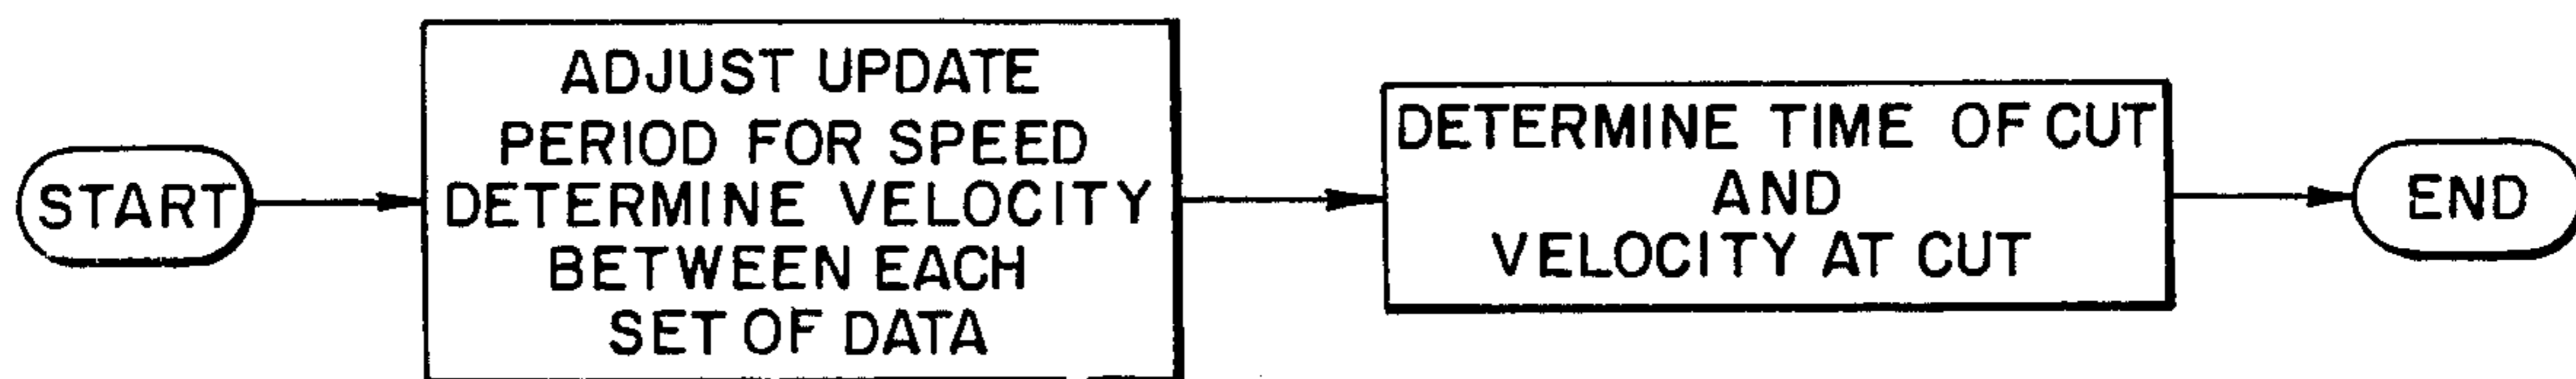 START
ADJUST UPDATE
PERIOD FOR SPEED
DETERMINE VELOCITY
BETWEEN EACH
SET OF DATA
DETERMINE TIME OF CUT
AND
VELOCITY AT CUT
END